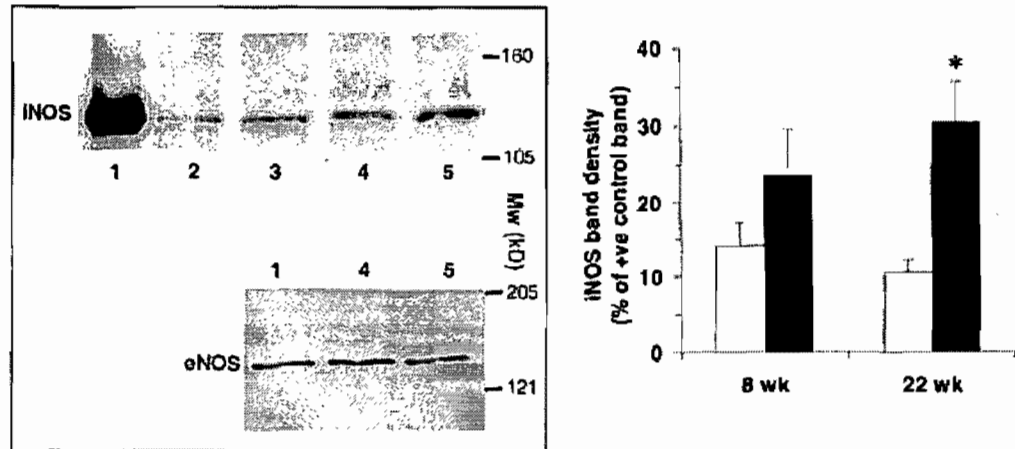 160
iNOS
105
1 2 3 4 5
Mw (kD)
1 4 5
205
eNOS
121
iNOS band density
(% of +ve control band)
40
30
20
10
0
*
8 wk
22 wk